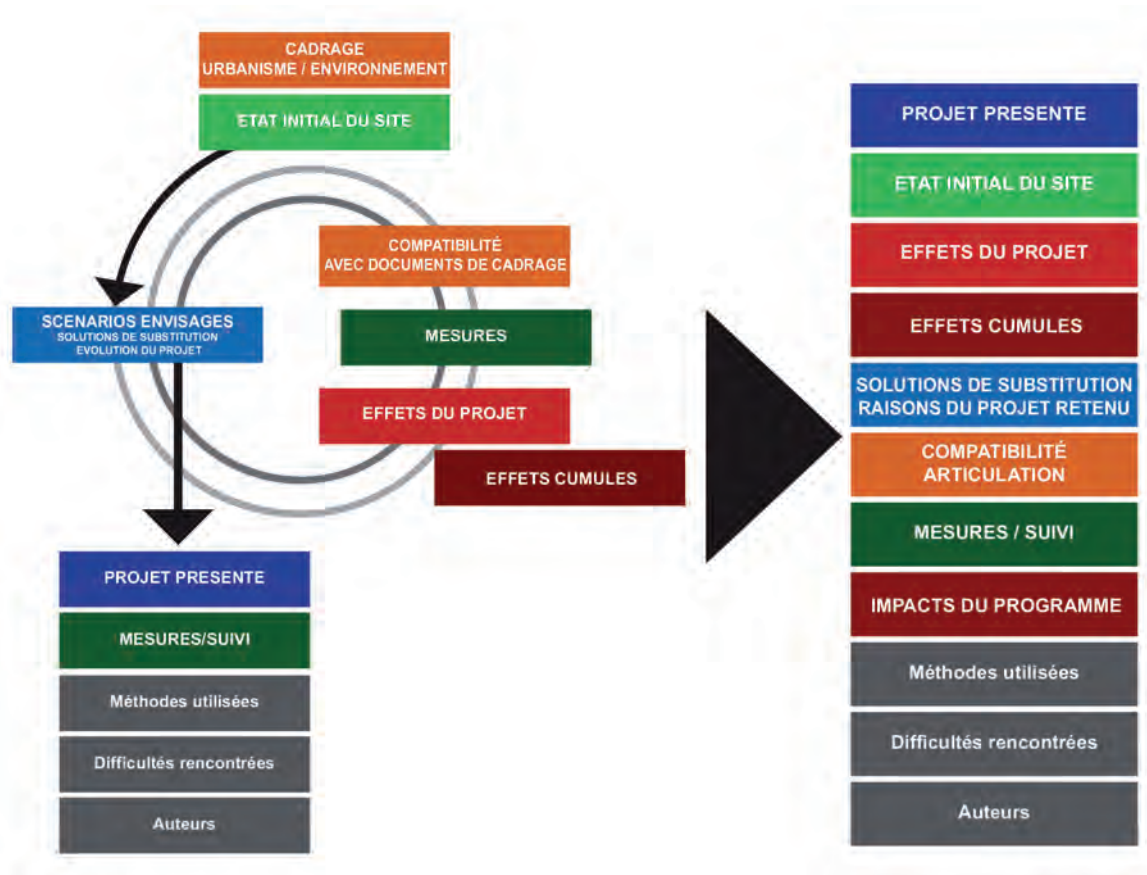 CADRAGE
URBANISME / ENVIRONNEMENT
ETAT INITIAL DU SITE
COMPATIBILITÉ
AVEC DOCUMENTS DE CADRAGE
SCENARIOS ENVISAGES
SOLUTIONS DE SUBSTITUTION
EVOLUTION DU PROJET
MESURES
EFFETS DU PROJET
EFFETS CUMULES
PROJET PRESENTE
MESURES/SUIVI
Méthodes utilisées
Difficultés rencontrées
Auteurs
PROJET PRESENTE
ETAT INITIAL DU SITE
EFFETS DU PROJET
EFFETS CUMULES
SOLUTIONS DE SUBSTITUTION
RAISONS DU PROJET RETENU
COMPATIBILITÉ
ARTICULATION
MESURES / SUIVI
IMPACTS DU PROGRAMME
Méthodes utilisées
Difficultés rencontrées
Auteurs